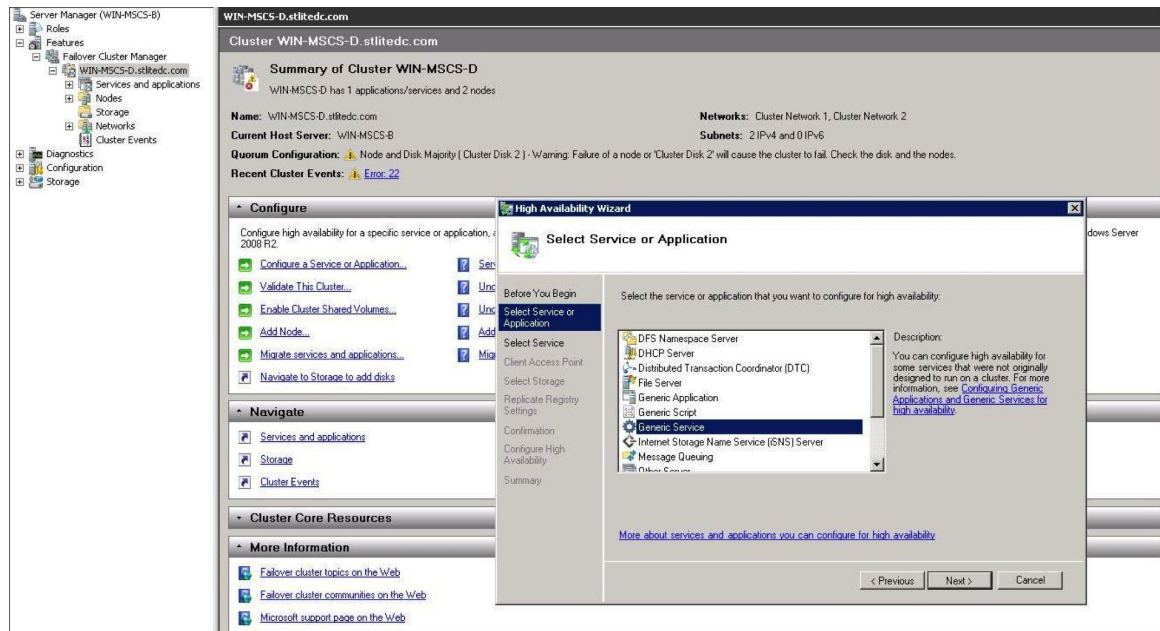 Server Manager (WIN-MSCS-B)
Roles
Features
Failover Cluster Manager
WIN-MSCS-D.stlitedc.com
Services and applications
Nodes
Storage
Networks
Cluster Events
Diagnostics
Configuration
Storage
WIN-MSCS-D.stlitedc.com
Cluster WIN-MSCS-D.stlitedc.com
Summary of Cluster WIN-MSCS-D
WIN-MSCS-D has 1 applications/services and 2 nodes
Name: WIN-MSCS-D.stlitedc.com
Networks: Cluster Network 1, Cluster Network 2
Current Host Server: WIN-MSCS-B
Subnets: 2 IPv4 and 0 IPv6
Quorum Configuration: Node and Disk Majority ( Cluster Disk 2 ) - Warning: Failure of a node or 'Cluster Disk 2' will cause the cluster to fail. Check the disk and the nodes.
Recent Cluster Events: Error: 22
Configure
Configure high availability for a specific service or application,
dows Server
2008 R2.
Configure a Service or Application...
Validate This Cluster...
Enable Cluster Shared Volumes...
Add Node...
Add
Migrate services and applications...
Navigate to Storage to add disks
Navigate
Services and applications
Storage
Cluster Events
Cluster Core Resources
More Information
Failover cluster topics on the Web
Failover cluster communities on the Web
Microsoft support page on the Web
High Availability Wizard
Select Service or Application
Before You Begin
Select Service or
Application
Select Service
Client Access Point
Select Storage
Replicate Registry
Settings
Confirmation
Configure High
Availability
Summary
Select the service or application that you want to configure for high availability:
DFS Namespace Server
DHCP Server
Distributed Transaction Coordinator (DTC)
File Server
Generic Application
Generic Script
Generic Service
Internet Storage Name Service (iSNS) Server
Message Queuing
Other Server
Description:
You can configure high availability for
some services that were not originally
designed to run on a cluster. For more
information, see Configuring Generic
Applications and Generic Services for
high availability.
More about services and applications you can configure for high availability
< Previous
Next >
Cancel